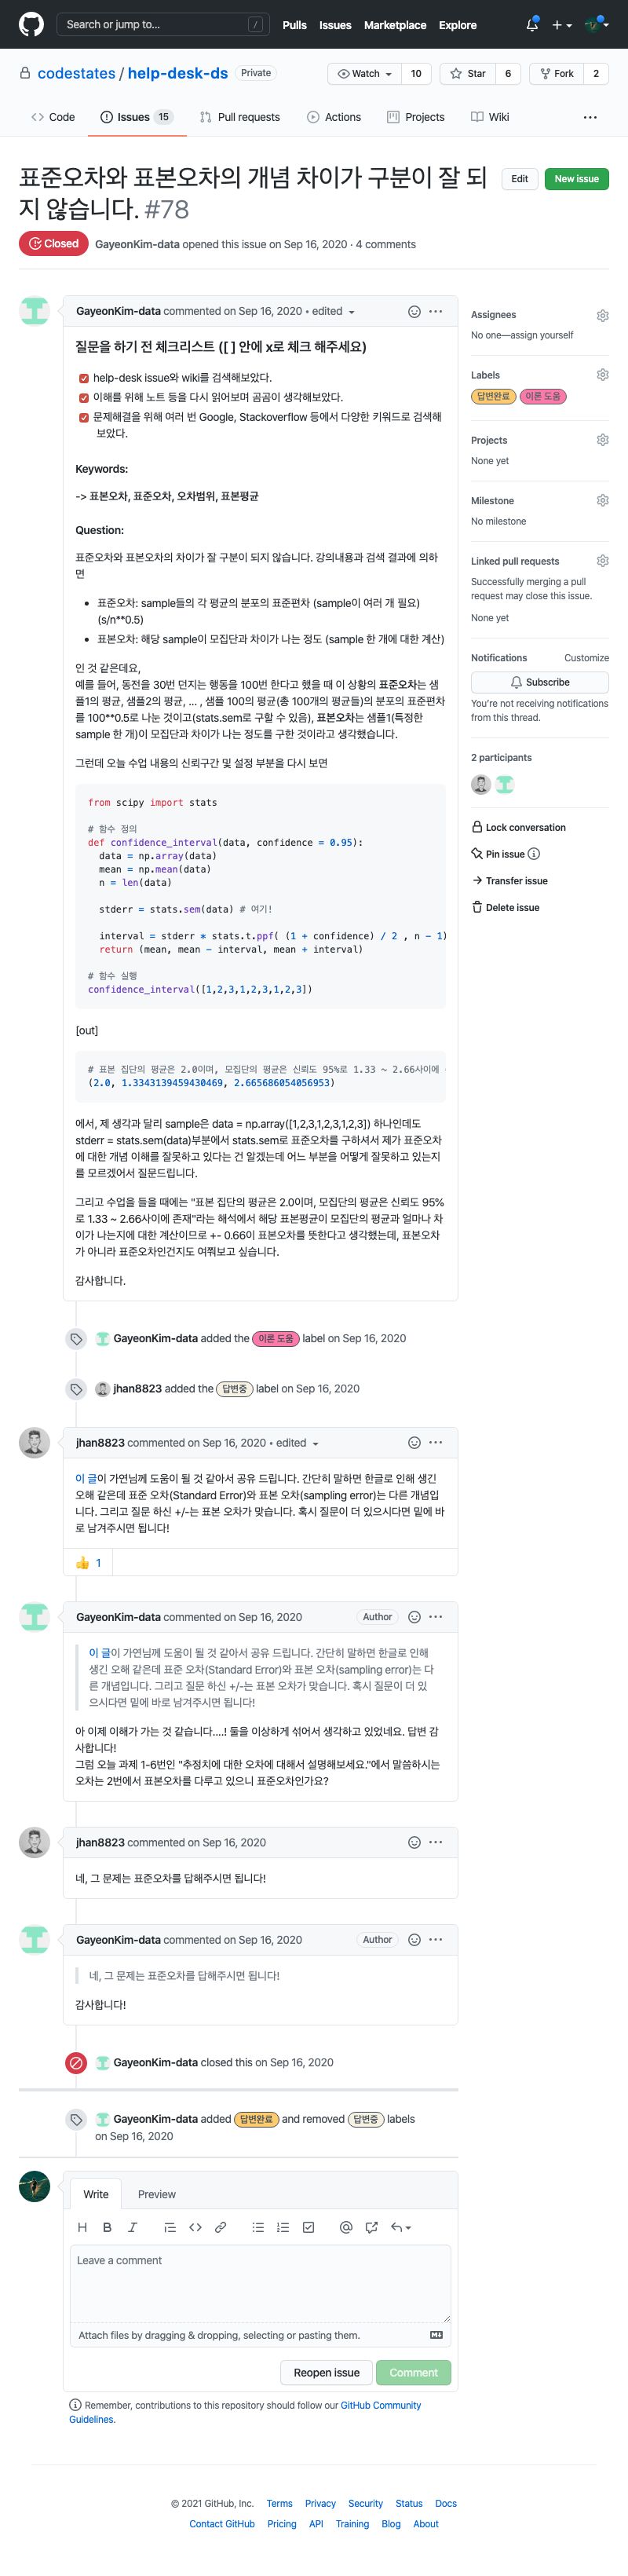 Search or jump to... /
Pulls Issues Marketplace Explore
codestates / help-desk-ds Private
Watch 10 Star 6 Fork 2
Code Issues 15 Pull requests Actions Projects Wiki
표준오차와 표본오차의 개념 차이가 구분이 잘 되
지 않습니다. #78
Edit New issue
Closed GayeonKim-data opened this issue on Sep 16, 2020 · 4 comments
GayeonKim-data commented on Sep 16, 2020 • edited
질문을 하기 전 체크리스트 ([ ] 안에 x로 체크 해주세요)
help-desk issue와 wiki를 검색해보았다.
이해를 위해 노트 등을 다시 읽어보며 곰곰이 생각해보았다.
문제해결을 위해 여러 번 Google, Stackoverflow 등에서 다양한 키워드로 검색해
보았다.
Keywords:
-> 표본오차, 표준오차, 오차범위, 표본평균
Question:
표준오차와 표본오차의 차이가 잘 구분이 되지 않습니다. 강의내용과 검색 결과에 의하
면
표준오차: sample들의 각 평균의 분포의 표준편차 (sample이 여러 개 필요)
(s/n**0.5)
표본오차: 해당 sample이 모집단과 차이가 나는 정도 (sample 한 개에 대한 계산)
인 것 같은데요,
예를 들어, 동전을 30번 던지는 행동을 100번 한다고 했을 때 이 상황의 표준오차는 샘
플1의 평균, 샘플2의 평균, ... , 샘플 100의 평균(총 100개의 평균들)의 분포의 표준편차
를 100**0.5로 나눈 것이고(stats.sem로 구할 수 있음), 표본오차는 샘플1(특정한
sample 한 개)이 모집단과 차이가 나는 정도를 구한 것이라고 생각했습니다.
그런데 오늘 수업 내용의 신뢰구간 및 설정 부분을 다시 보면
from scipy import stats
# 함수 정의
def confidence_interval(data, confidence = 0.95):
data = np.array(data)
mean = np.mean(data)
n = len(data)
stderr = stats.sem(data) # 여기!
interval = stderr * stats.t.ppf( (1 + confidence) / 2 , n - 1)
return (mean, mean - interval, mean + interval)
# 함수 실행
confidence_interval([1,2,3,1,2,3,1,2,3])
[out]
# 표본 집단의 평균은 2.0이며, 모집단의 평균은 신뢰도 95%로 1.33 ~ 2.66사이에
(2.0, 1.3343139459430469, 2.665686054056953)
에서, 제 생각과 달리 sample은 data = np.array([1,2,3,1,2,3,1,2,3]) 하나인데도
stderr = stats.sem(data)부분에서 stats.sem로 표준오차를 구하셔서 제가 표준오차
에 대한 개념 이해를 잘못하고 있다는 건 알겠는데 어느 부분을 어떻게 잘못하고 있는지
를 모르겠어서 질문드립니다.
그리고 수업을 들을 때에는 "표본 집단의 평균은 2.0이며, 모집단의 평균은 신뢰도 95%
로 1.33 ~ 2.66사이에 존재"라는 해석에서 해당 표본평균이 모집단의 평균과 얼마나 차
이가 나는지에 대한 계산이므로 +- 0.66이 표본오차를 뜻한다고 생각했는데, 표본오차
가 아니라 표준오차인건지도 여쭤보고 싶습니다.
감사합니다.
GayeonKim-data added the 이론 도움 label on Sep 16, 2020
jhan8823 added the 답변중 label on Sep 16, 2020
jhan8823 commented on Sep 16, 2020 • edited
이 글이 가연님께 도움이 될 것 같아서 공유 드립니다. 간단히 말하면 한글로 인해 생긴
오해 같은데 표준 오차(Standard Error)와 표본 오차(sampling error)는 다른 개념입니
다. 그리고 질문 하신 +/-는 표본 오차가 맞습니다. 혹시 질문이 더 있으시다면 밑에 바
로 남겨주시면 됩니다!
👍 1
GayeonKim-data commented on Sep 16, 2020 Author
이 글이 가연님께 도움이 될 것 같아서 공유 드립니다. 간단히 말하면 한글로 인해
생긴 오해 같은데 표준 오차(Standard Error)와 표본 오차(sampling error)는 다
른 개념입니다. 그리고 질문 하신 +/-는 표본 오차가 맞습니다. 혹시 질문이 더 있
으시다면 밑에 바로 남겨주시면 됩니다!
아 이제 이해가 가는 것 같습니다....! 둘을 이상하게 섞어서 생각하고 있었네요. 답변 감
사합니다!
그럼 오늘 과제 1-6번인 "추정치에 대한 오차에 대해서 설명해보세요."에서 말씀하시는
오차는 2번에서 표본오차를 다루고 있으니 표준오차인가요?
jhan8823 commented on Sep 16, 2020
네, 그 문제는 표준오차를 답해주시면 됩니다!
GayeonKim-data commented on Sep 16, 2020 Author
네, 그 문제는 표준오차를 답해주시면 됩니다!
감사합니다!
GayeonKim-data closed this on Sep 16, 2020
GayeonKim-data added 답변완료 and removed 답변중 labels
on Sep 16, 2020
Write Preview
Leave a comment
Attach files by dragging & dropping, selecting or pasting them.
Reopen issue Comment
Remember, contributions to this repository should follow our GitHub Community
Guidelines.
Assignees
No one—assign yourself
Labels
답변완료 이론 도움
Projects
None yet
Milestone
No milestone
Linked pull requests
Successfully merging a pull
request may close this issue.
None yet
Notifications Customize
Subscribe
You're not receiving notifications
from this thread.
2 participants
Lock conversation
Pin issue
Transfer issue
Delete issue
© 2021 GitHub, Inc. Terms Privacy Security Status Docs
Contact GitHub Pricing API Training Blog About